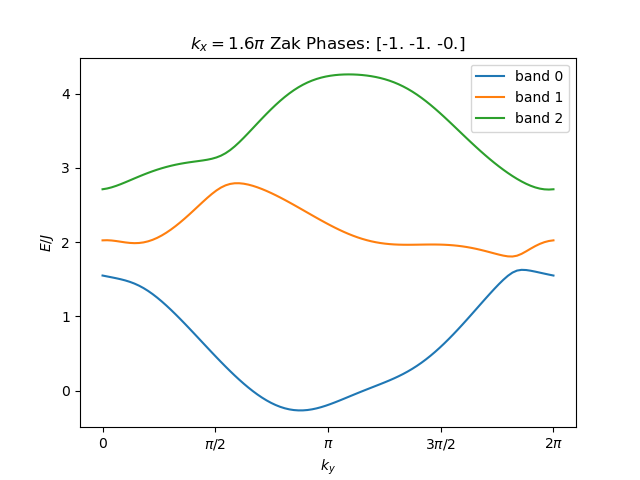 kₓ = 1.6π Zak Phases: [-1. -1. -0.]
band 0
band 1
band 2
E/J
4
3
2
1
0
0
π/2
π
3π/2
2π
k_y